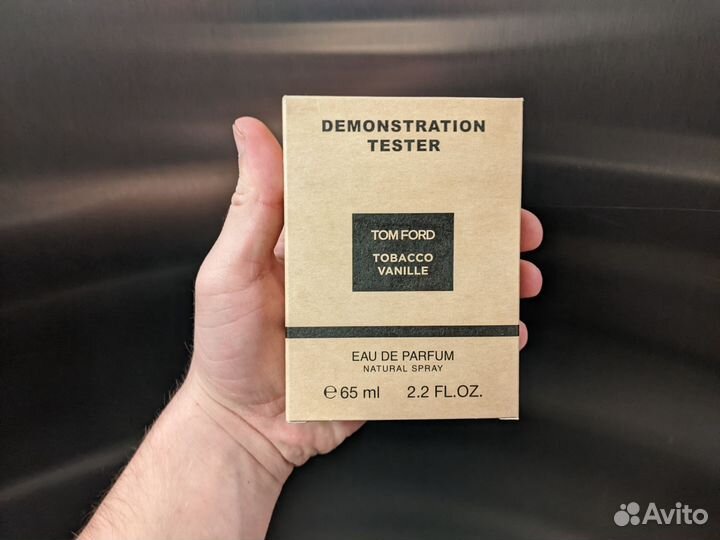 DEMONSTRATION
TESTER
TOM FORD
TOBACCO
VANILLE
EAU DE PARFUM
NATURAL SPRAY
℮ 65 ml 2.2 FL.OZ.
Avito